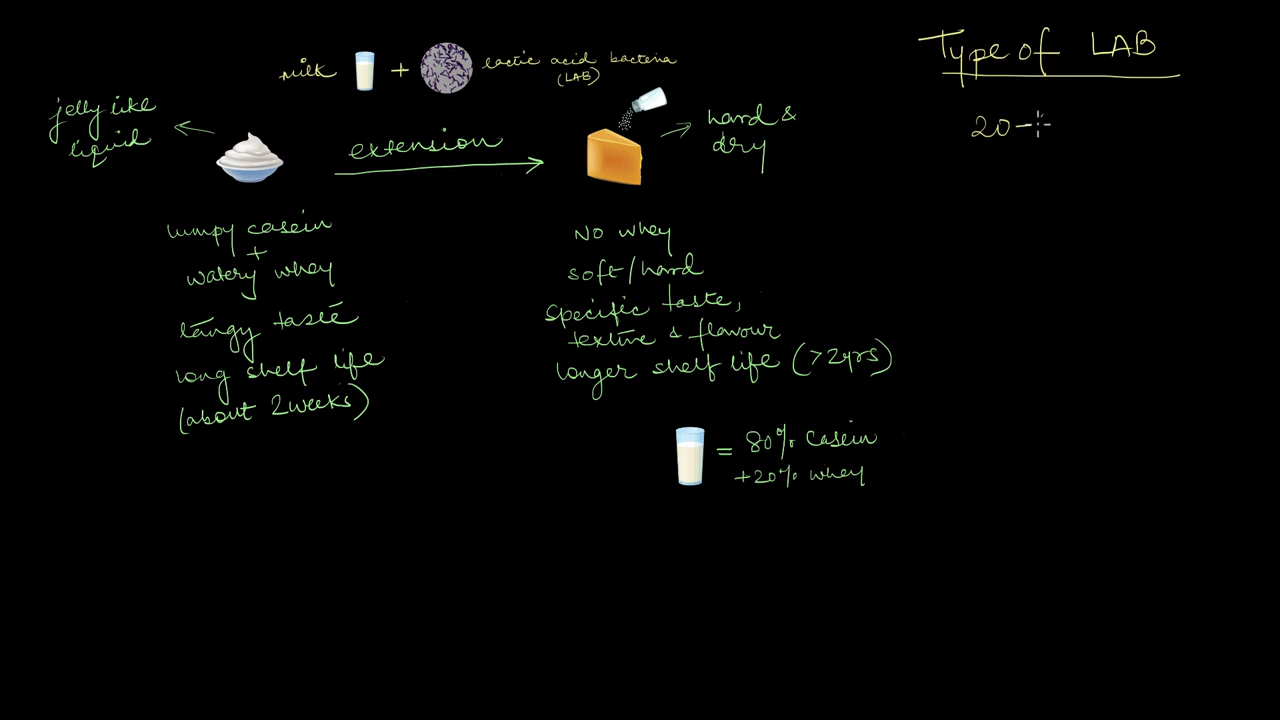 Type of LAB
milk + lactic acid bacteria
(LAB)
jelly like
liquid
extension
hard &
dry
20-
lumpy casein
+
watery whey
tangy taste
long shelf life
(about 2 weeks)
No whey
soft/hard
specific taste,
texture & flavour
longer shelf life (>2yrs)
= 80% casein
+20% whey